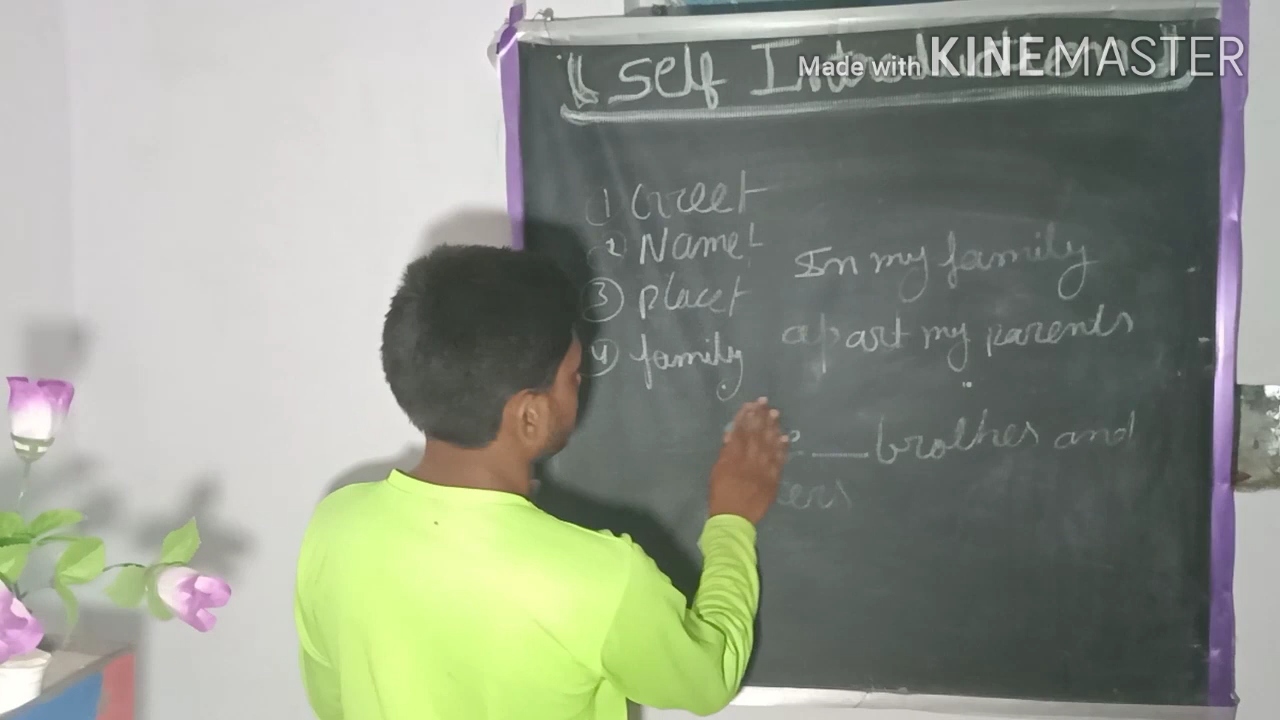 Self Introduction
Made with KINEMASTER
1 Greet
2 Name
3 place
4 family
In my family
apart my parents
brothes and